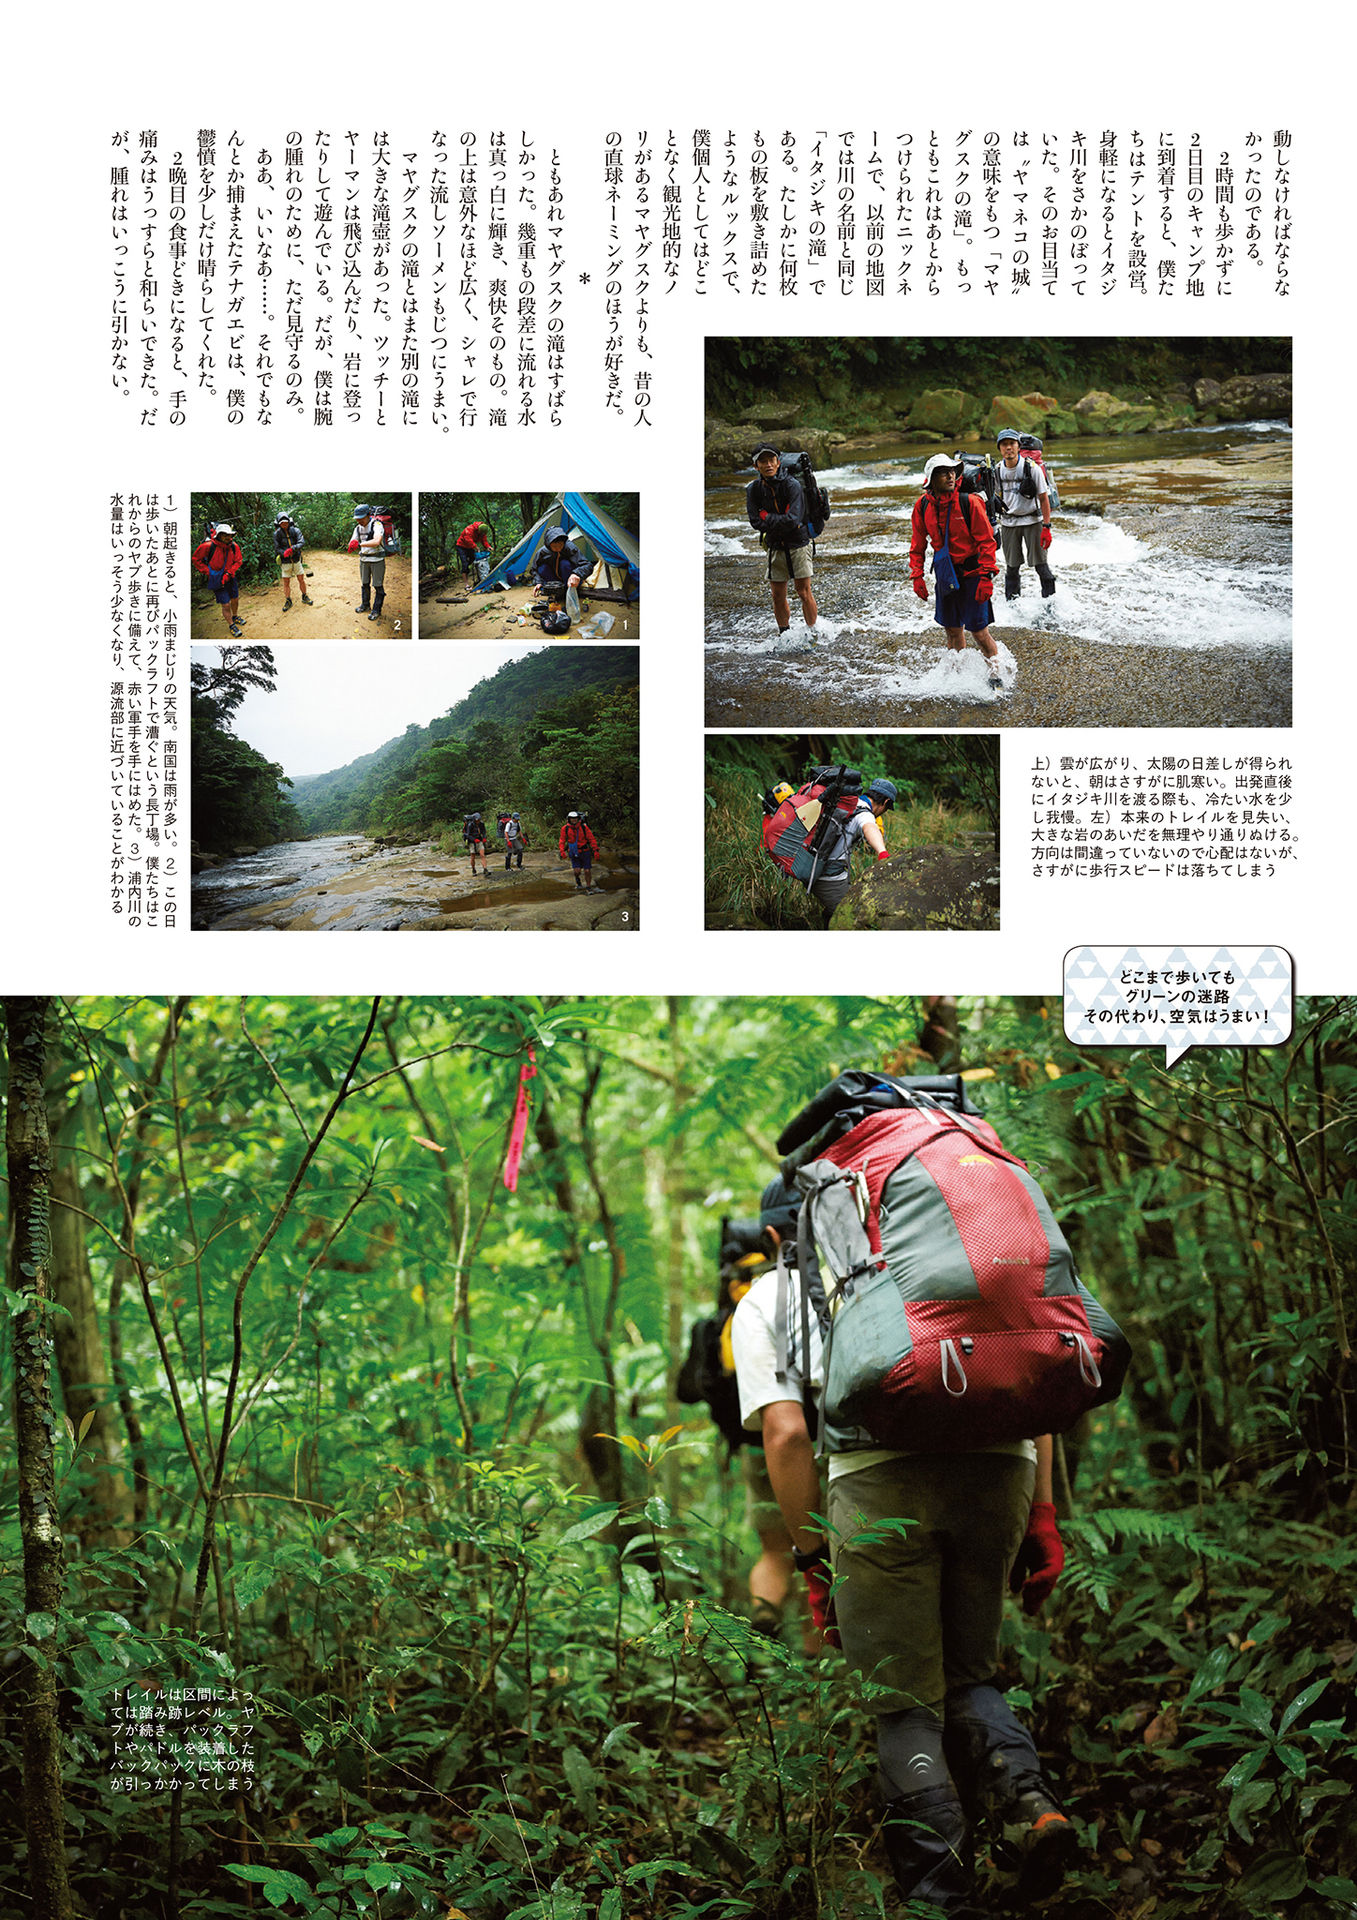 動しなければならな
かったのである。
２時間も歩かずに
２日目のキャンプ地
に到着すると、僕た
ちはテントを設営。
身軽になるとイタジ
キ川をさかのぼって
いた。そのお目当て
は〝ヤマネコの城〟
の意味をもつ「マヤ
グスクの滝」。もっ
ともこれはあとから
つけられたニックネ
ームで、以前の地図
では川の名前と同じ
「イタジキの滝」で
ある。たしかに何枚
もの板を敷き詰めた
ようなルックスで、
僕個人としてはどこ
となく観光地的なノ
リがあるマヤグスクよりも、昔の人
の直球ネーミングのほうが好きだ。
＊
ともあれマヤグスクの滝はすばら
しかった。幾重もの段差に流れる水
は真っ白に輝き、爽快そのもの。滝
の上は意外なほど広く、シャレで行
なった流しソーメンもじつにうまい。
マヤグスクの滝とはまた別の滝に
は大きな滝壺があった。ツッチーと
ヤーマンは飛び込んだり、岩に登っ
たりして遊んでいる。だが、僕は腕
の腫れのために、ただ見守るのみ。
ああ、いいなあ……。それでもな
んとか捕まえたテナガエビは、僕の
鬱憤を少しだけ晴らしてくれた。
２晩目の食事どきになると、手の
痛みはうっすらと和らいできた。だ
が、腫れはいっこうに引かない。
上）雲が広がり、太陽の日差しが得られ
ないと、朝はさすがに肌寒い。出発直後
にイタジキ川を渡る際も、冷たい水を少
し我慢。左）本来のトレイルを見失い、
大きな岩のあいだを無理やり通りぬける。
方向は間違っていないので心配はないが、
さすがに歩行スピードは落ちてしまう
1
2
3
1）朝起きると、小雨まじりの天気。南国は雨が多い。2）この日
は歩いたあとに再びパックラフトで漕ぐという長丁場。僕たちはこ
れからのヤブ歩きに備えて、赤い軍手を手にはめた。3）浦内川の
水量はいっそう少なくなり、源流部に近づいていることがわかる
どこまで歩いても
グリーンの迷路
その代わり、空気はうまい！
トレイルは区間によっ
ては踏み跡レベル。ヤ
ブが続き、パックラフ
トやパドルを装着した
バックパックに木の枝
が引っかかってしまう